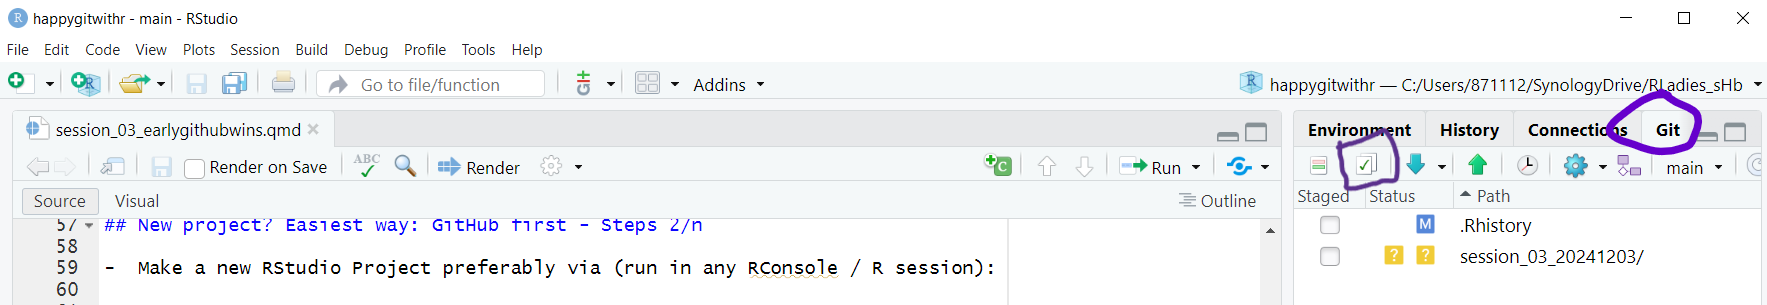 happygitwithr - main - RStudio
File Edit Code View Plots Session Build Debug Profile Tools Help
Go to file/function Addins happygitwithr — C:/Users/871112/SynologyDrive/RLadies_sHb
session_03_earlygithubwins.qmd Environment History Connections Git
Render on Save ABC Render Run main
Source Visual Outline Staged Status Path
57 ## New project? Easiest way: GitHub first - Steps 2/n M .Rhistory
58
59 - Make a new RStudio Project preferably via (run in any RConsole / R session): ? ? session_03_20241203/
60